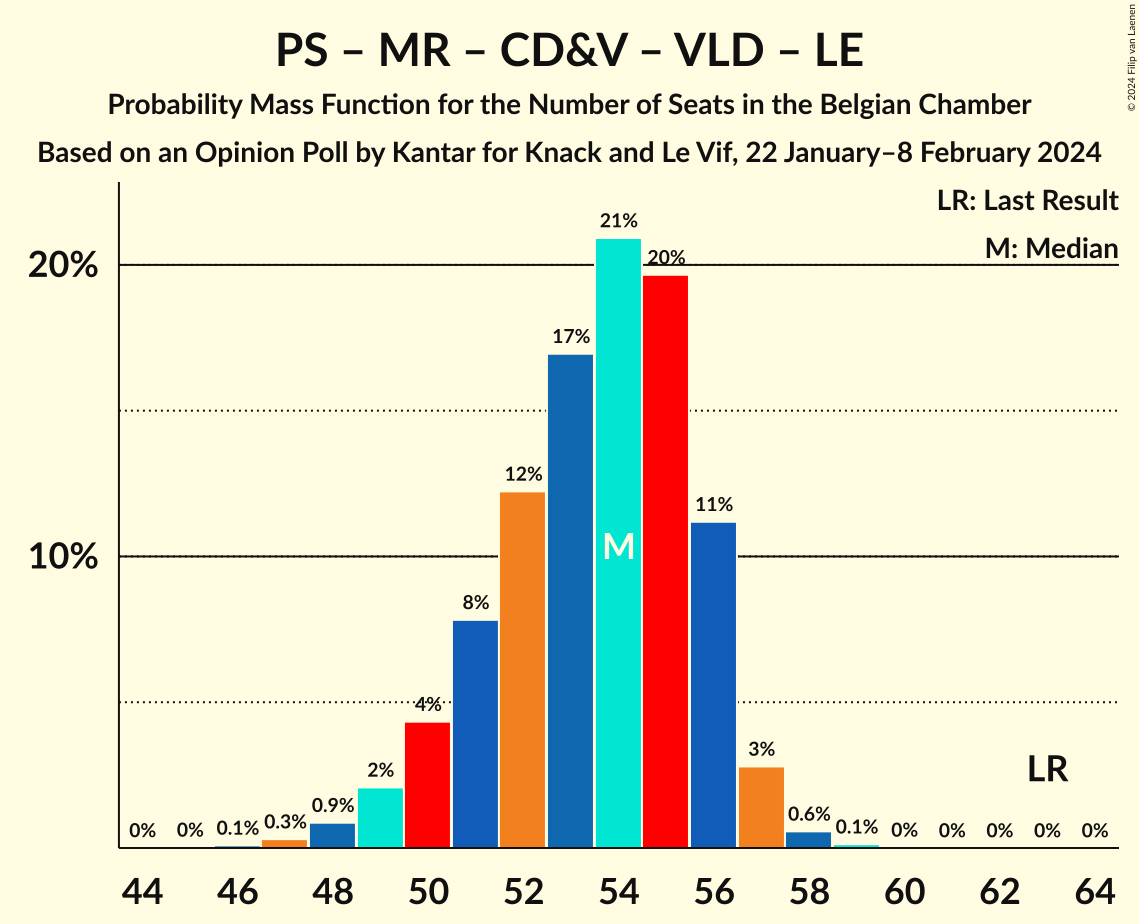 PS – MR – CD&V – VLD – LE
Probability Mass Function for the Number of Seats in the Belgian Chamber
Based on an Opinion Poll by Kantar for Knack and Le Vif, 22 January–8 February 2024
© 2024 Filip van Laenen
LR: Last Result
M: Median
20%
10%
0% 0% 0.1% 0.3% 0.9% 2% 4% 8% 12% 17% 21% 20% 11% 3% 0.6% 0.1% 0% 0% 0% 0% 0%
M
LR
44 46 48 50 52 54 56 58 60 62 64